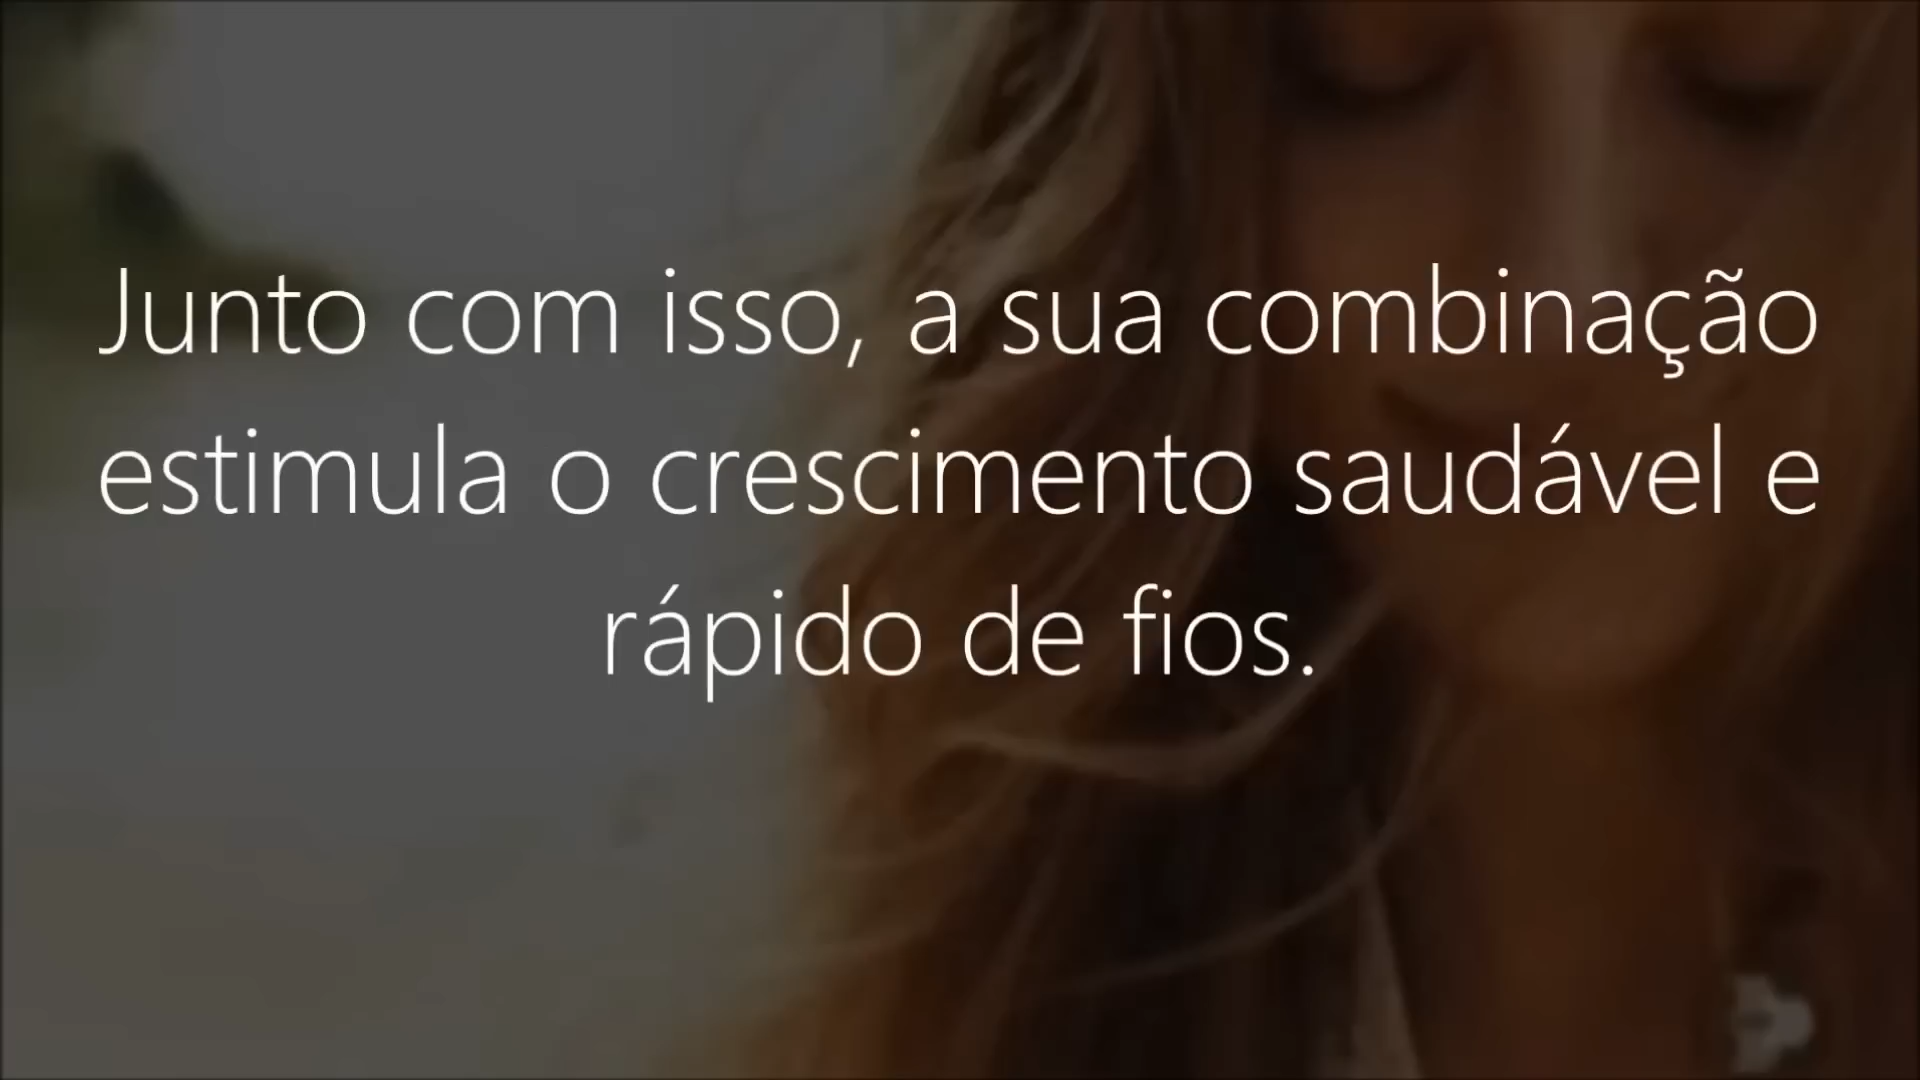 Junto com isso, a sua combinação
estimula o crescimento saudável e
rápido de fios.